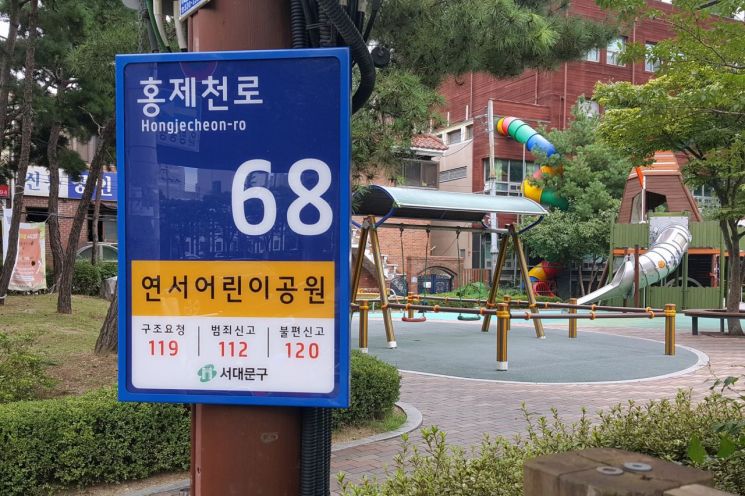 홍제천로
Hongjecheon-ro
68
연서어린이공원
구조요청 범죄신고 불편신고
119 112 120
서대문구